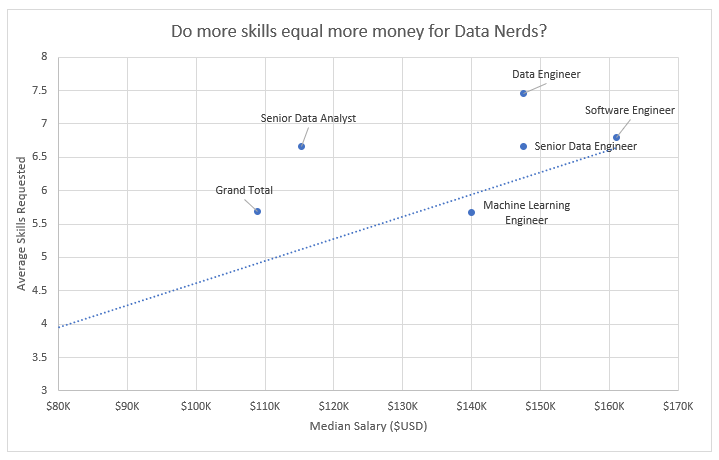 Do more skills equal more money for Data Nerds?
8
7.5
7
6.5
6
5.5
5
4.5
4
3.5
3
Average Skills Requested
Data Engineer
Software Engineer
Senior Data Analyst
Senior Data Engineer
Grand Total
Machine Learning
Engineer
$80K $90K $100K $110K $120K $130K $140K $150K $160K $170K
Median Salary ($USD)